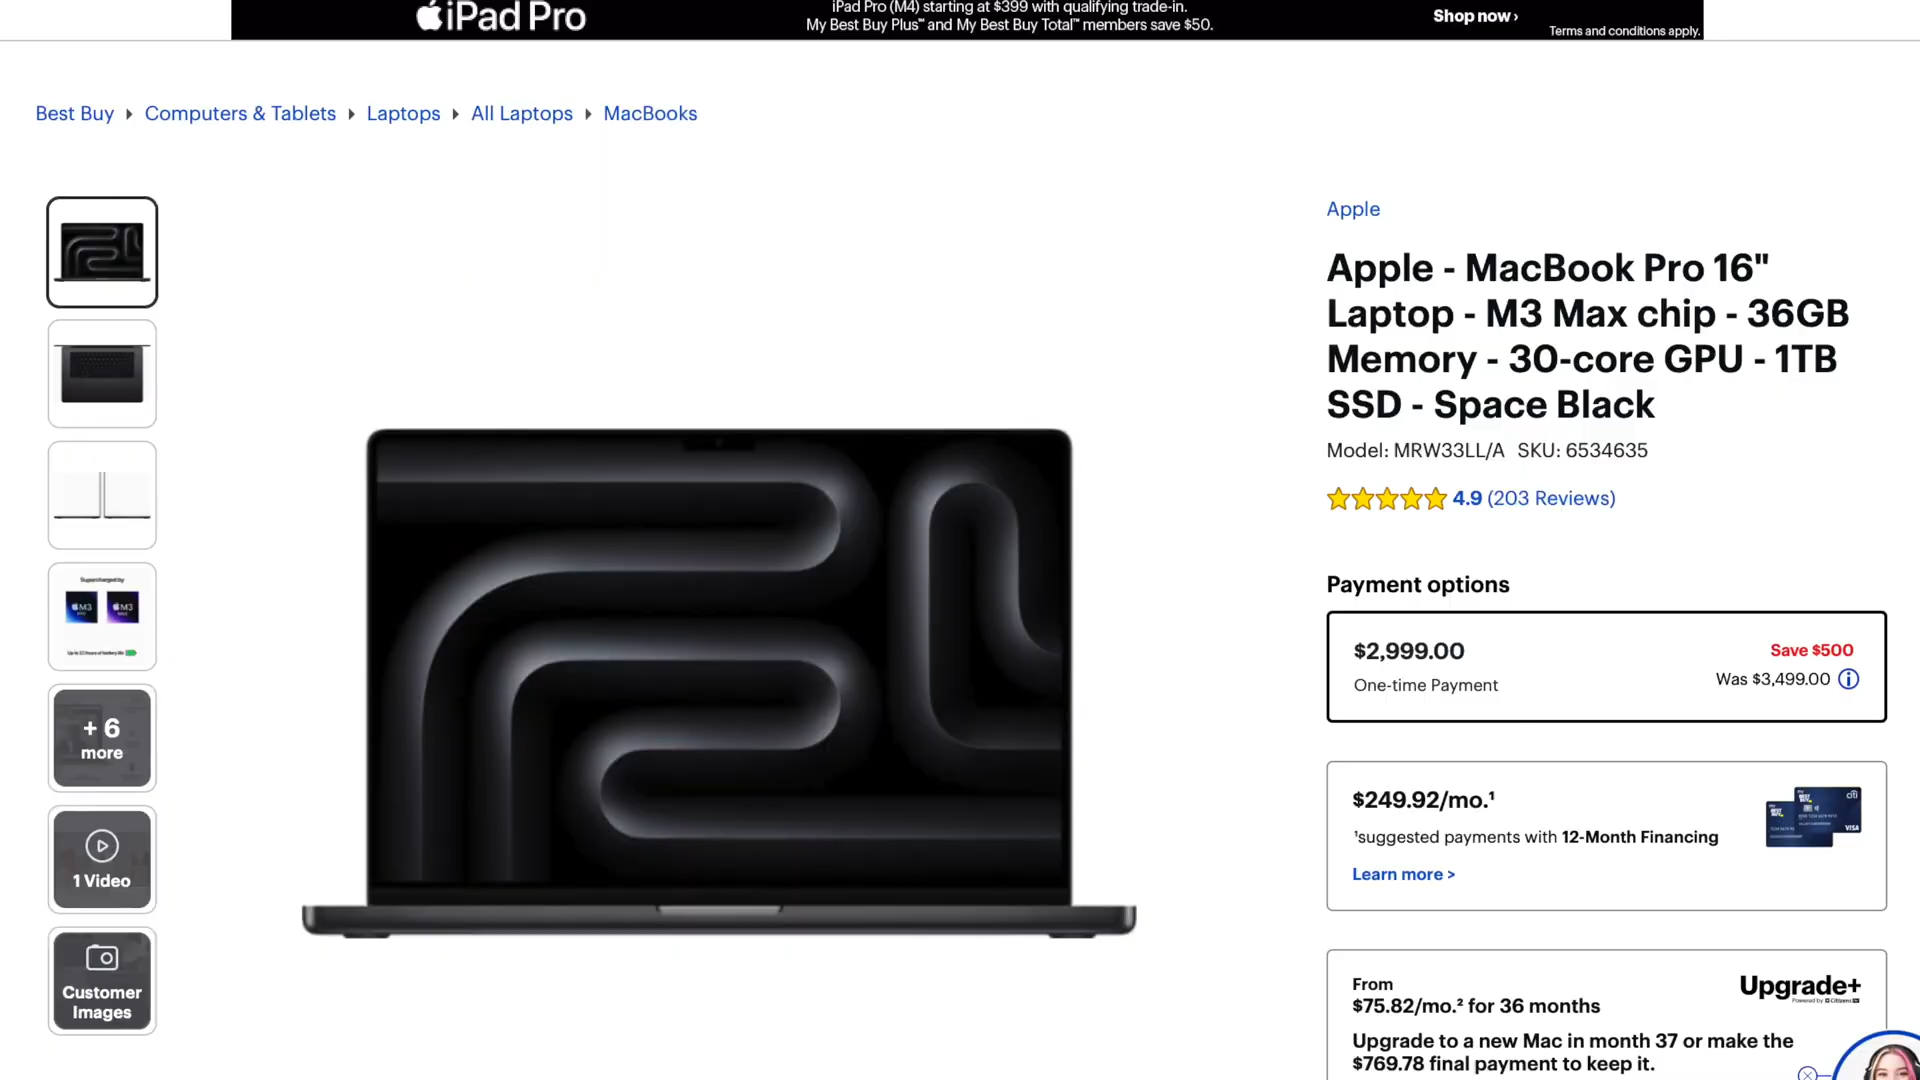 iPad Pro
iPad Pro (M4) starting at $399 with qualifying trade-in.
My Best Buy Plus™ and My Best Buy Total™ members save $50.
Shop now ›
Terms and conditions apply.
Best Buy
Computers & Tablets
Laptops
All Laptops
MacBooks
Supercharged by
M3
M3
+ 6
more
1 Video
Customer
Images
Apple
Apple - MacBook Pro 16"
Laptop - M3 Max chip - 36GB
Memory - 30-core GPU - 1TB
SSD - Space Black
Model: MRW33LL/A SKU: 6534635
4.9 (203 Reviews)
Payment options
$2,999.00
Save $500
One-time Payment
Was $3,499.00
$249.92/mo.¹
¹suggested payments with 12-Month Financing
Learn more >
citi
VISA
From
$75.82/mo.² for 36 months
Upgrade+
Upgrade to a new Mac in month 37 or make the
$769.78 final payment to keep it.